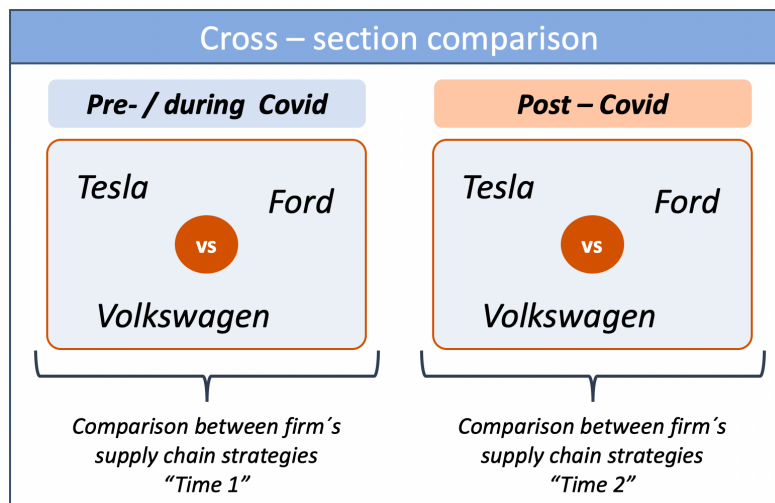 Cross – section comparison
Pre- / during Covid
Tesla
Ford
vs
Volkswagen
Comparison between firm´s
supply chain strategies
“Time 1”
Post – Covid
Tesla
Ford
vs
Volkswagen
Comparison between firm´s
supply chain strategies
“Time 2”